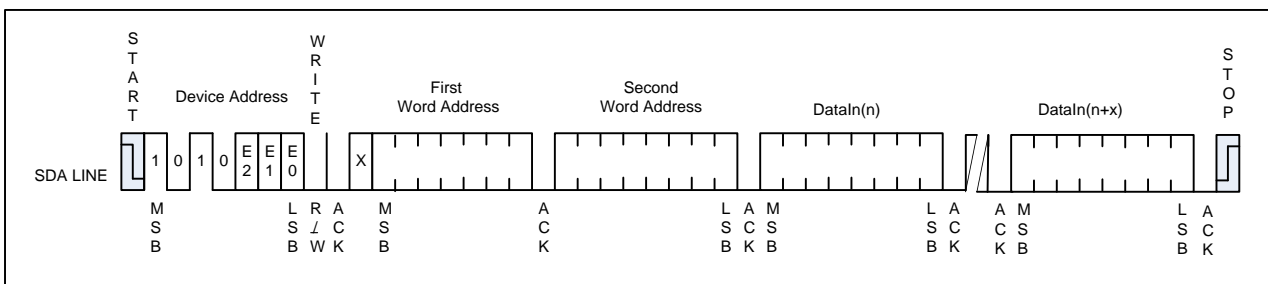 START
WRITE
STOP
Device Address
First
Word Address
Second
Word Address
DataIn(n)
DataIn(n+x)
SDA LINE
1 0 1 0 E2 E1 E0 X
MSB LSB R/W ACK MSB ACK LSB ACK MSB LSB ACK ACK MSB LSB ACK